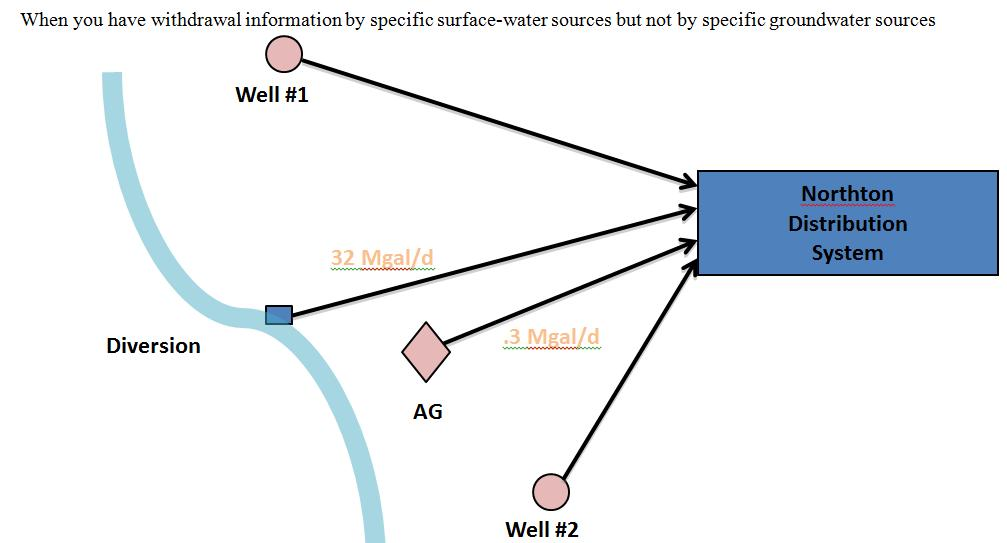 When you have withdrawal information by specific surface-water sources but not by specific groundwater sources
Well #1
Northton
Distribution
System
32 Mgal/d
.3 Mgal/d
Diversion
AG
Well #2